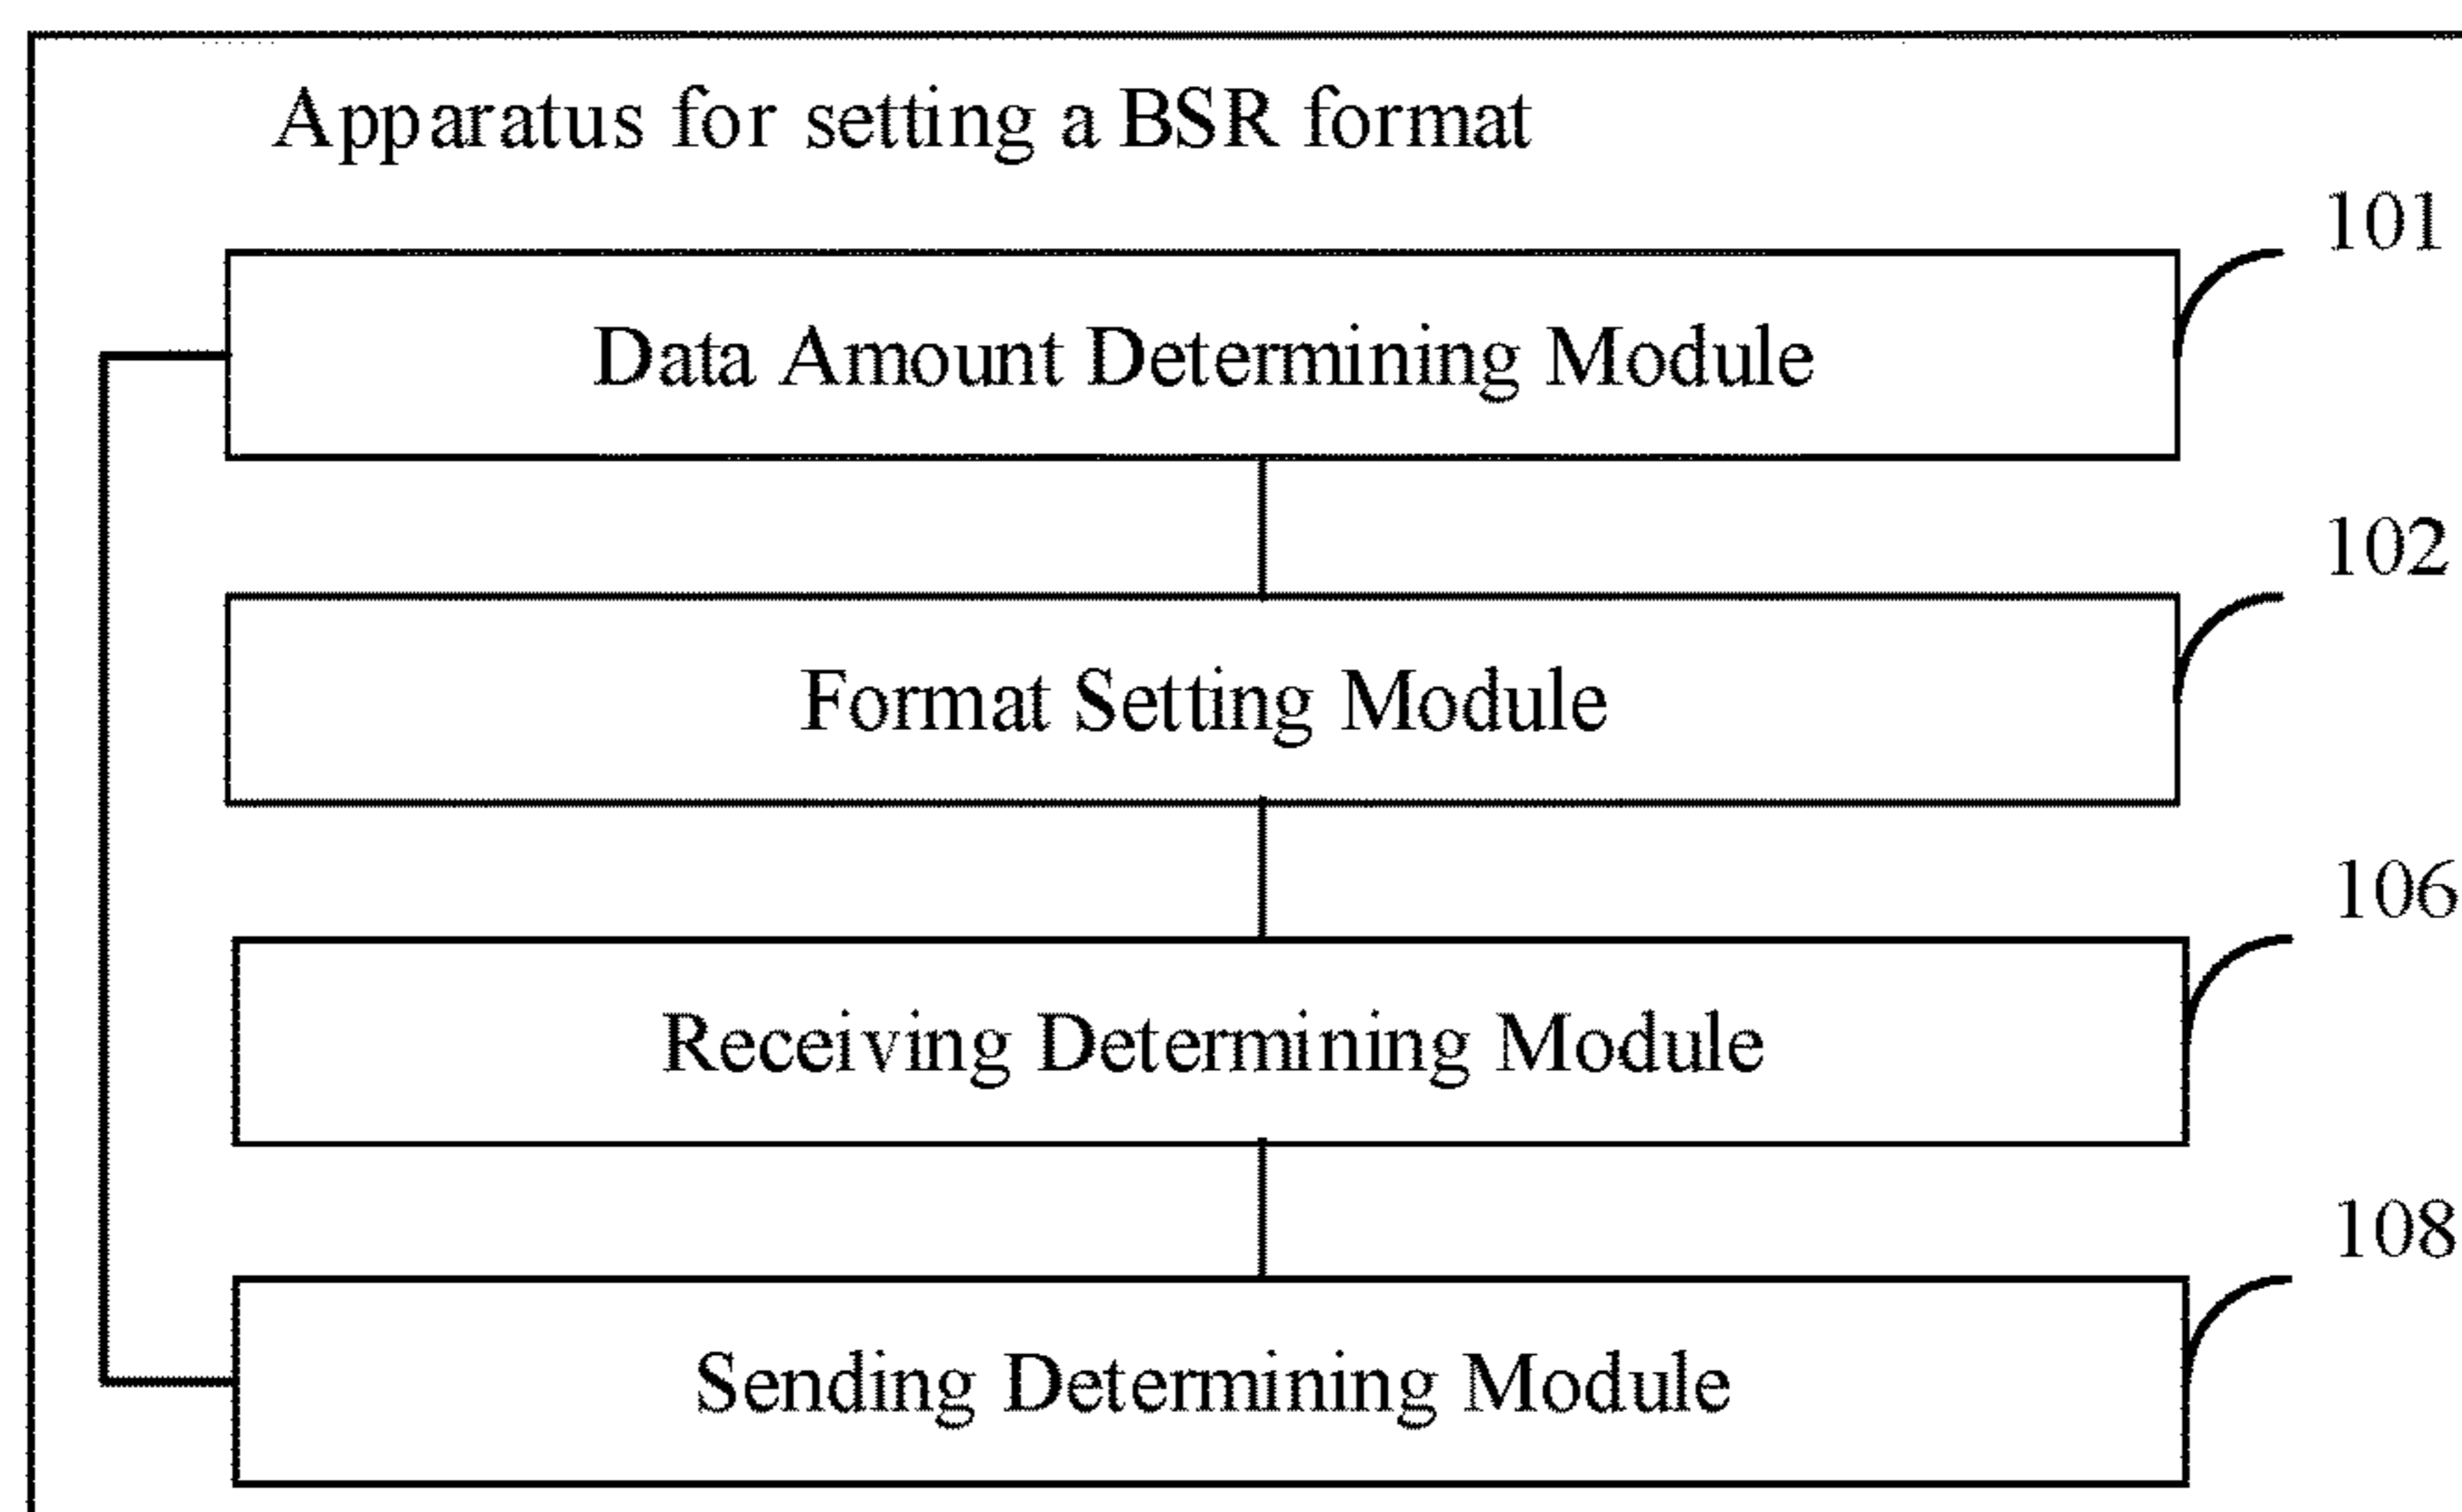 Apparatus for setting a BSR format
101
Data Amount Determining Module
102
Format Setting Module
106
Receiving Determining Module
108
Sending Determining Module